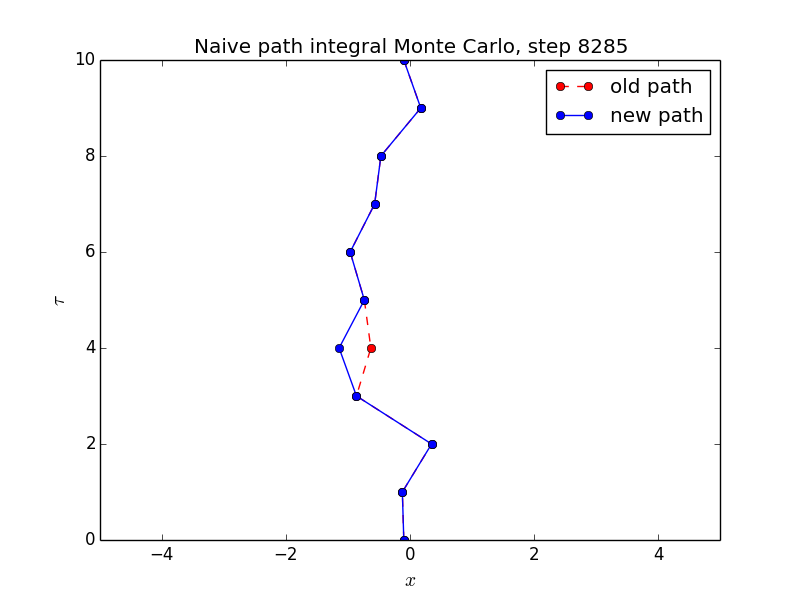 Naive path integral Monte Carlo, step 8285
old path
new path
10
8
6
4
2
0
τ
−4 −2 0 2 4
x